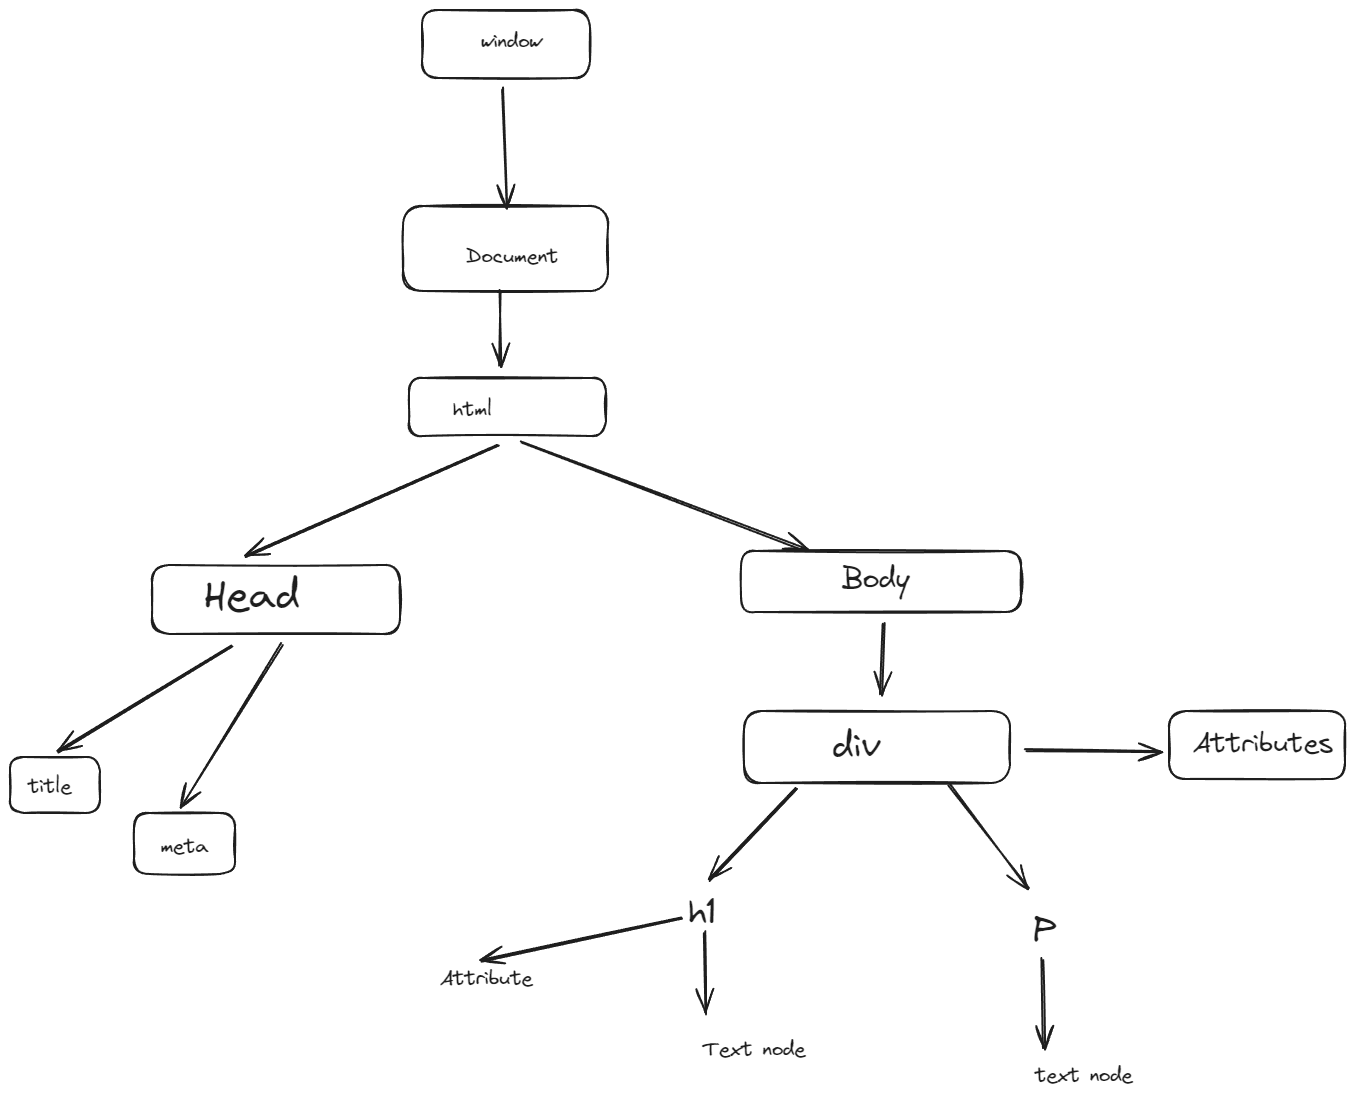 window
Document
html
Head
Body
title
meta
div
Attributes
h1
P
Attribute
Text node
text node